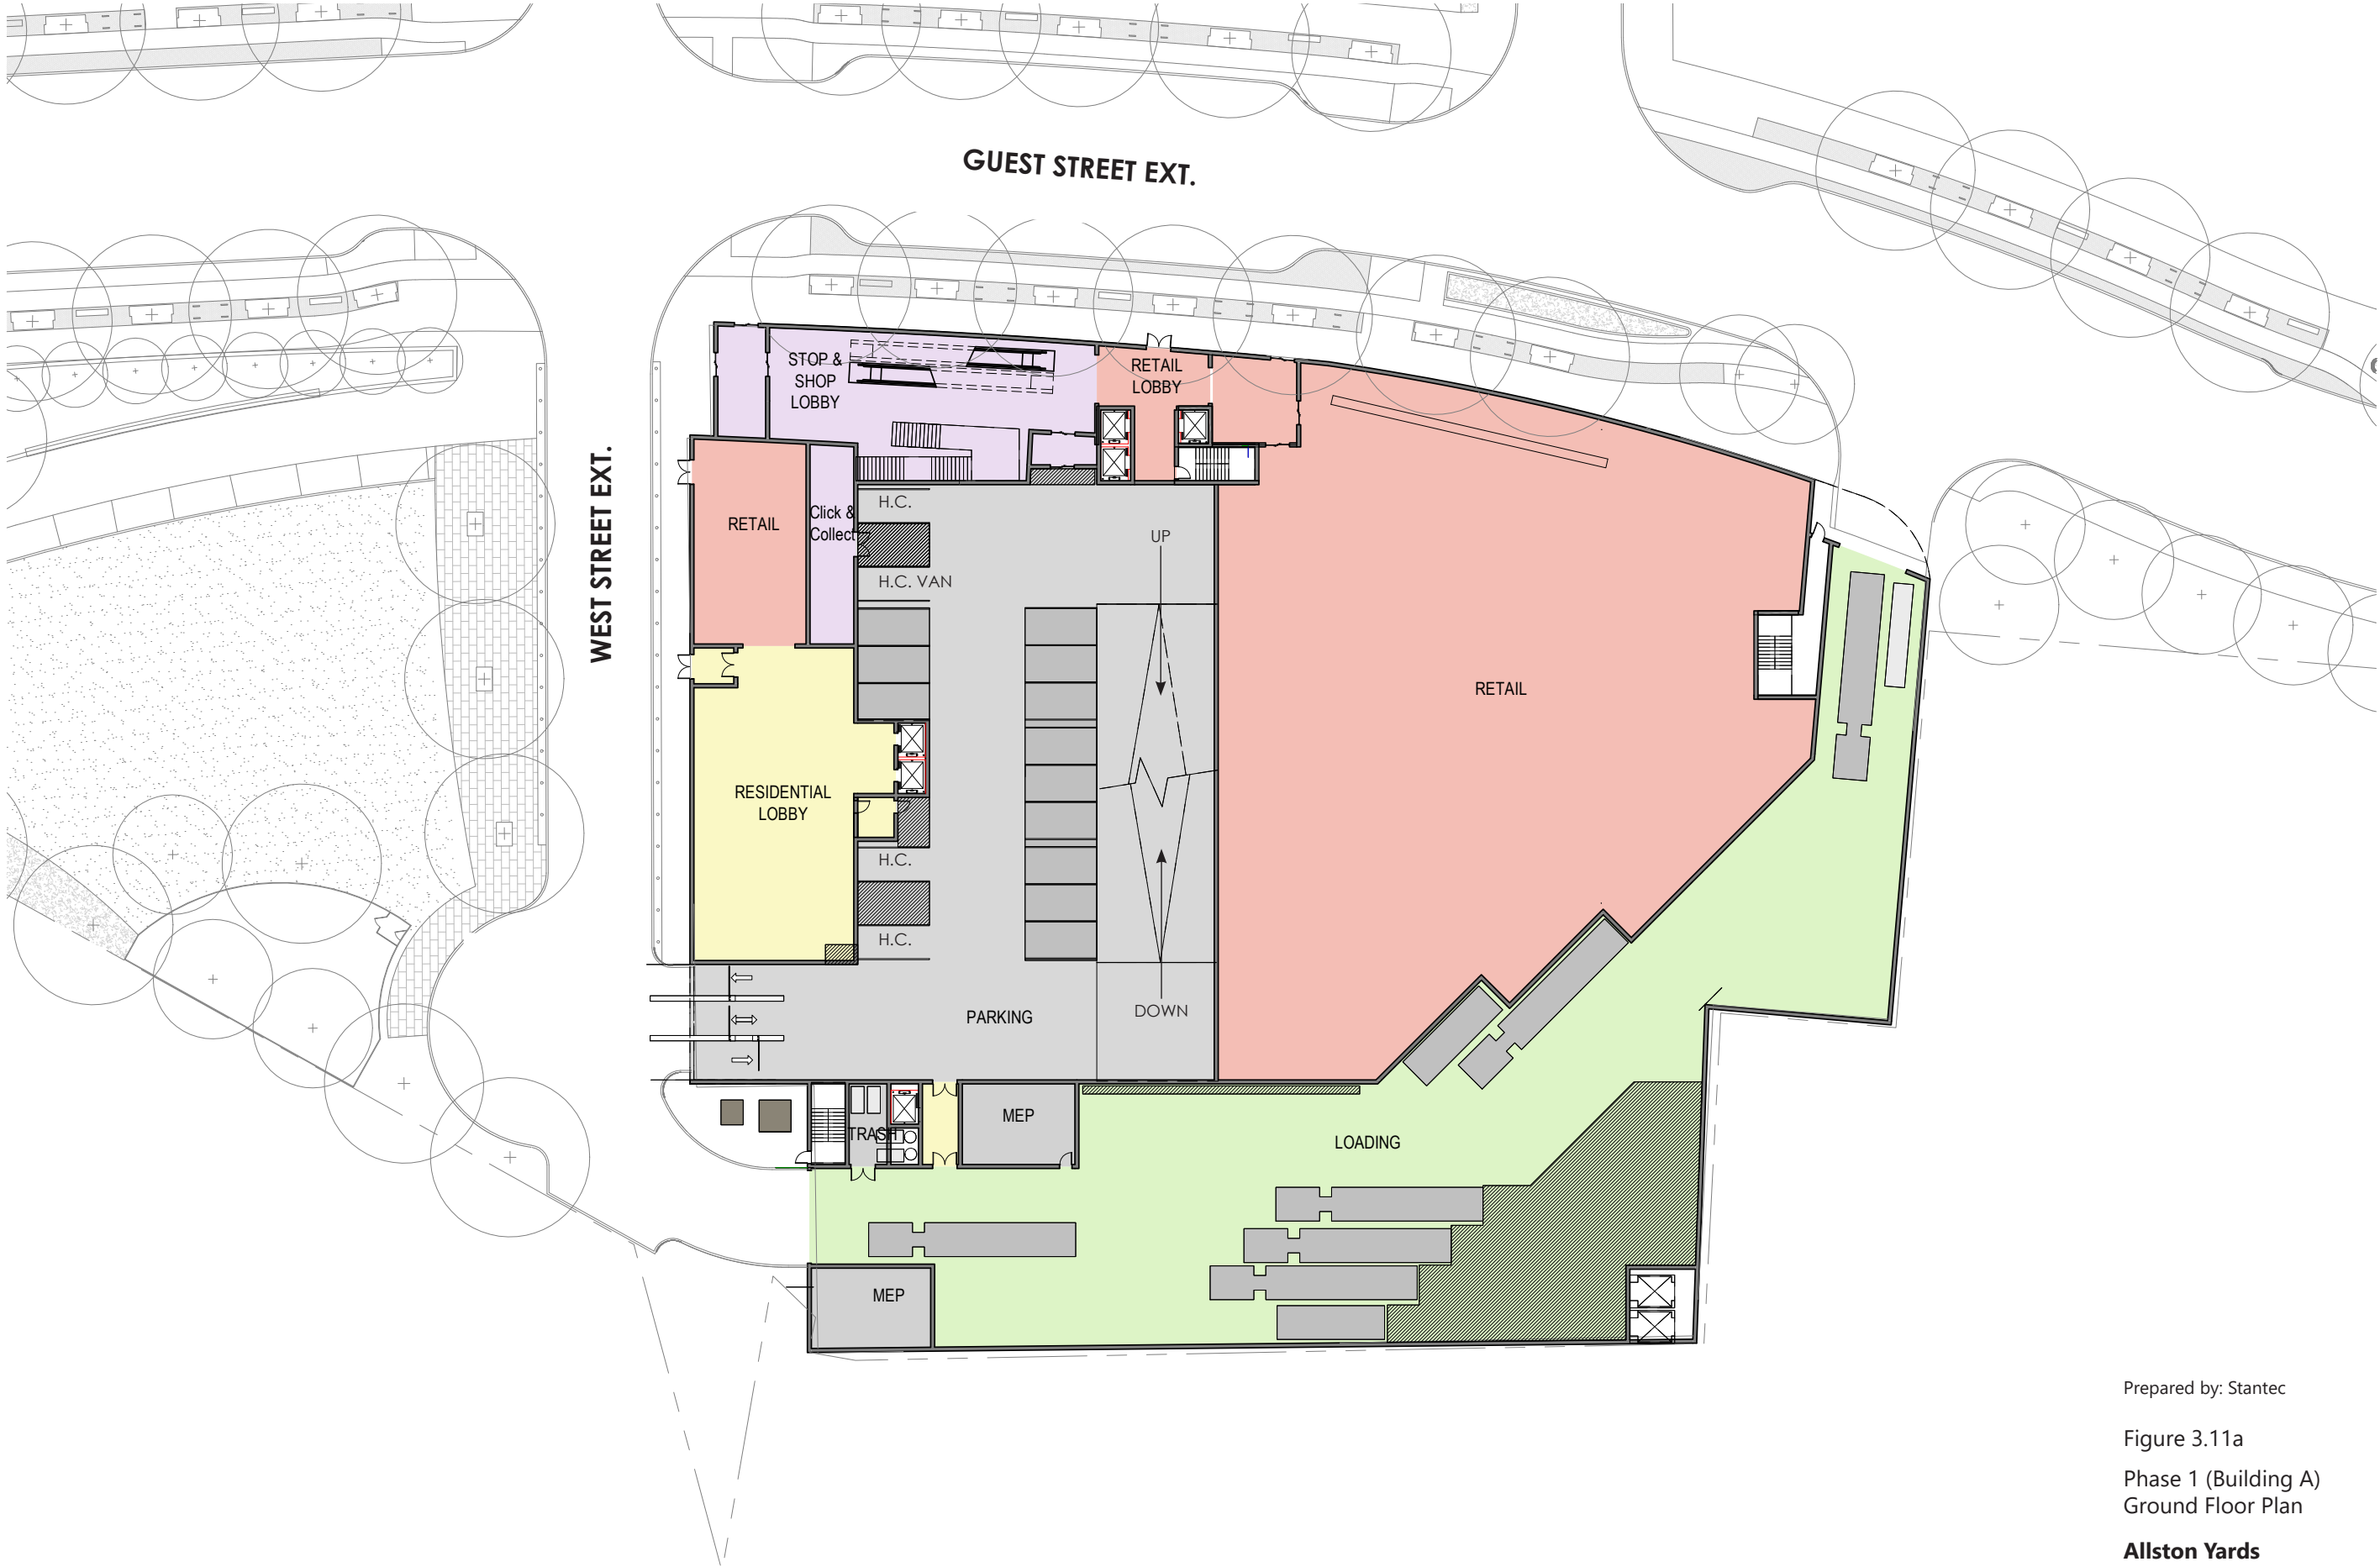 GUEST STREET EXT.
WEST STREET EXT.
STOP &
SHOP
LOBBY
RETAIL
LOBBY
RETAIL
Click &
Collect
H.C.
H.C. VAN
UP
RETAIL
RESIDENTIAL
LOBBY
H.C.
H.C.
PARKING
DOWN
TRASH
MEP
LOADING
MEP
Prepared by: Stantec
Figure 3.11a
Phase 1 (Building A)
Ground Floor Plan
Allston Yards